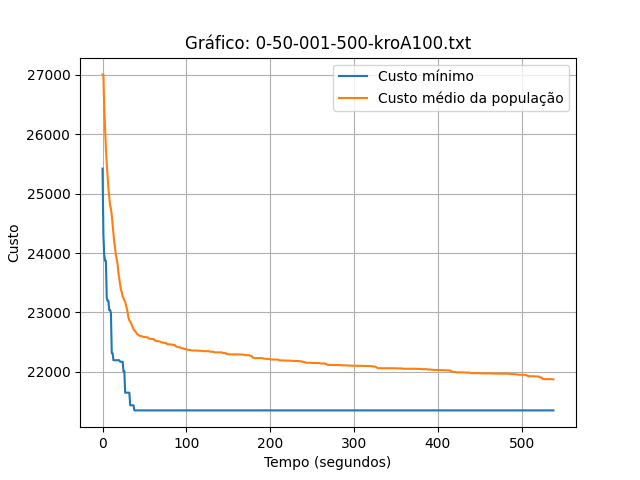 Gráfico: 0-50-001-500-kroA100.txt
Custo mínimo
Custo médio da população
Custo
27000
26000
25000
24000
23000
22000
0 100 200 300 400 500
Tempo (segundos)